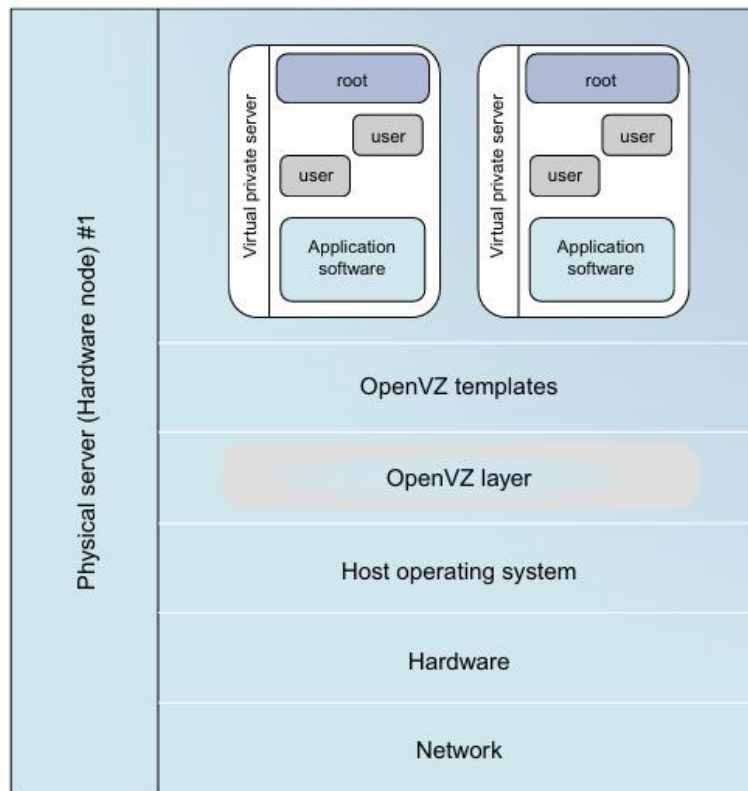 Physical server (Hardware node) #1
Virtual private server
root
user
user
Application
software
Virtual private server
root
user
user
Application
software
OpenVZ templates
OpenVZ layer
Host operating system
Hardware
Network